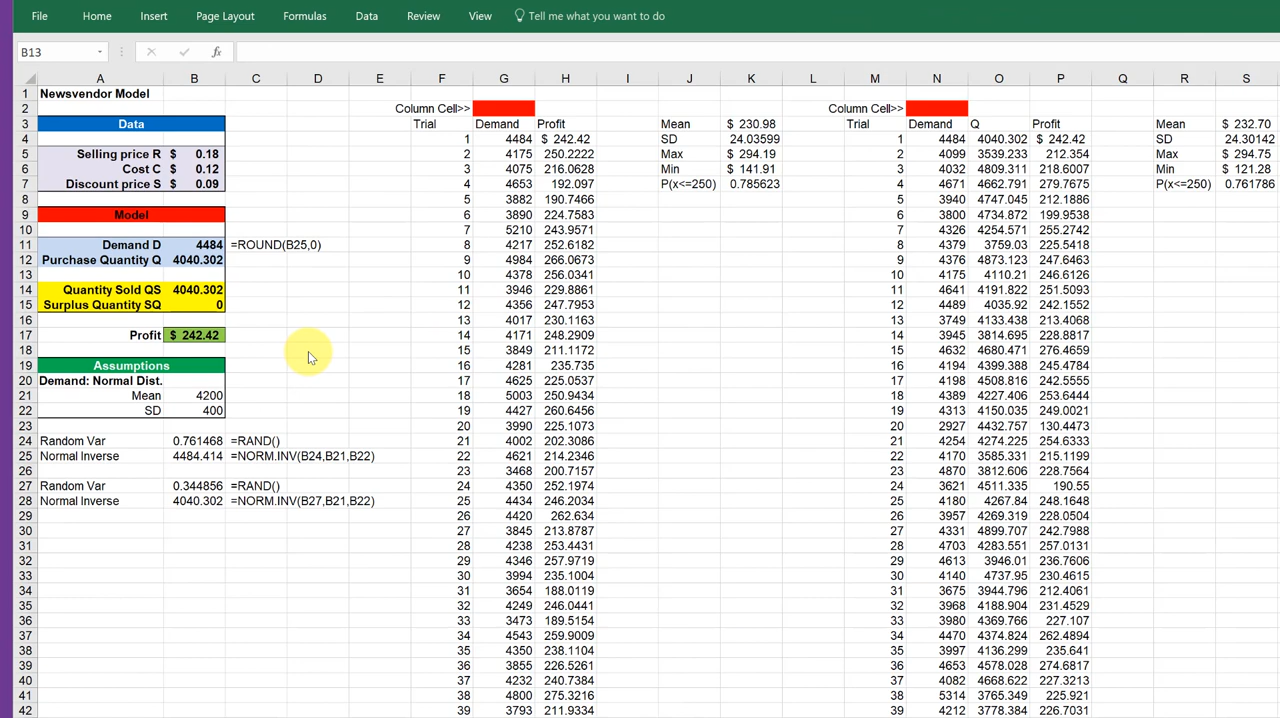 File Home Insert Page Layout Formulas Data Review View Tell me what you want to do
B13 fx
A B C D E F G H I J K L M N O P Q R S
1 Newsvendor Model
2 Column Cell>> Column Cell>>
3 Data Trial Demand Profit Mean $ 230.98 Trial Demand Q Profit Mean $ 232.70
4 1 4484 $ 242.42 SD 24.03599 1 4484 4040.302 $ 242.42 SD 24.30142
5 Selling price R $ 0.18 2 4175 250.2222 Max $ 294.19 2 4099 3539.233 212.354 Max $ 294.75
6 Cost C $ 0.12 3 4075 216.0628 Min $ 141.91 3 4032 4809.311 218.6007 Min $ 121.28
7 Discount price S $ 0.09 4 4653 192.097 P(x<=250) 0.785623 4 4671 4662.791 279.7675 P(x<=250) 0.761786
8 5 3882 190.7466 5 3940 4747.045 212.1886
9 Model 6 3890 224.7583 6 3800 4734.872 199.9538
10 7 5210 243.9571 7 4326 4254.571 255.2742
11 Demand D 4484 =ROUND(B25,0) 8 4217 252.6182 8 4379 3759.03 225.5418
12 Purchase Quantity Q 4040.302 9 4984 266.0673 9 4376 4873.123 247.6463
13 10 4378 256.0341 10 4175 4110.21 246.6126
14 Quantity Sold QS 4040.302 11 3946 229.8861 11 4641 4191.822 251.5093
15 Surplus Quantity SQ 0 12 4356 247.7953 12 4489 4035.92 242.1552
16 13 4017 230.1163 13 3749 4133.438 213.4068
17 Profit $ 242.42 14 4171 248.2909 14 3945 3814.695 228.8817
18 15 3849 211.1172 15 4632 4680.471 276.4659
19 Assumptions 16 4281 235.735 16 4194 4399.388 245.4784
20 Demand: Normal Dist. 17 4625 225.0537 17 4198 4508.816 242.5555
21 Mean 4200 18 5003 250.9434 18 4389 4227.406 253.6444
22 SD 400 19 4427 260.6456 19 4313 4150.035 249.0021
23 20 3990 225.1073 20 2927 4432.757 130.4473
24 Random Var 0.761468 =RAND() 21 4002 202.3086 21 4254 4274.225 254.6333
25 Normal Inverse 4484.414 =NORM.INV(B24,B21,B22) 22 4621 214.2346 22 4170 3585.331 215.1199
26 23 3468 200.7157 23 4870 3812.606 228.7564
27 Random Var 0.344856 =RAND() 24 4350 252.1974 24 3621 4511.335 190.55
28 Normal Inverse 4040.302 =NORM.INV(B27,B21,B22) 25 4434 246.2034 25 4180 4267.84 248.1648
29 26 4420 262.634 26 3957 4269.319 228.0504
30 27 3845 213.8787 27 4331 4899.707 242.7988
31 28 4238 253.4431 28 4703 4283.551 257.0131
32 29 4613 257.9719 29 4613 3946.01 236.7606
33 30 3994 235.1004 30 4140 4737.95 230.4615
34 31 3654 188.0119 31 3675 3944.796 212.4061
35 32 4249 246.0441 32 3968 4188.904 231.4529
36 33 3473 189.5154 33 3980 4369.766 227.107
37 34 4543 259.9009 34 4470 4374.824 262.4894
38 35 4350 238.1104 35 3997 4136.299 235.641
39 36 3855 226.5261 36 4653 4578.028 274.6817
40 37 4232 240.7384 37 4082 4668.622 227.3213
41 38 4800 275.3216 38 5314 3765.349 225.921
42 39 3793 211.9334 39 4212 3778.384 226.7031